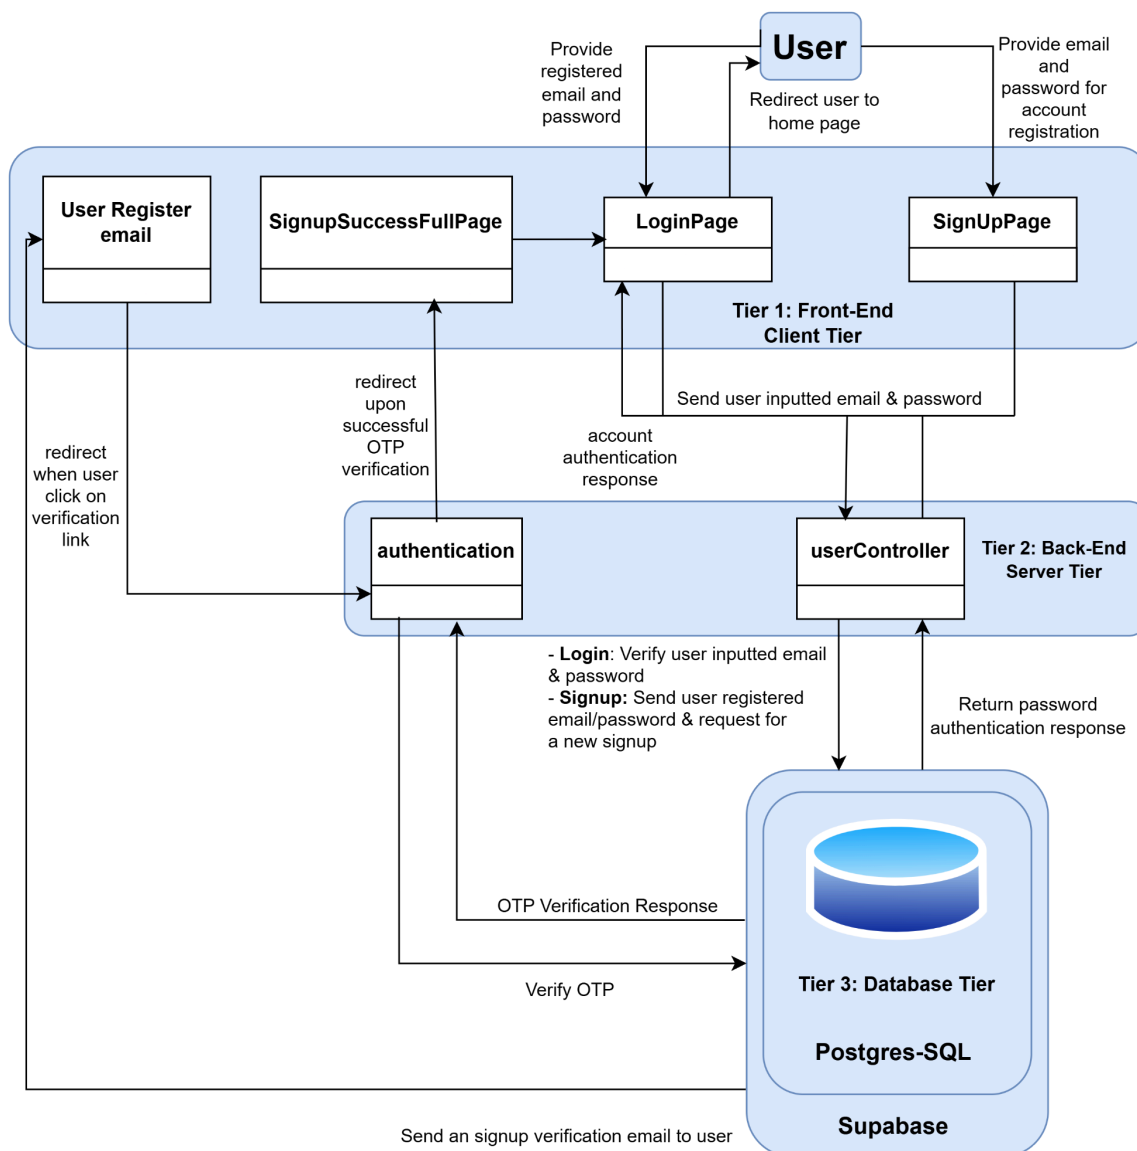 User
Provide
registered
email and
password
Redirect user to
home page
Provide email
and
password for
account
registration
User Register
email
SignupSuccessFullPage
LoginPage
SignUpPage
Tier 1: Front-End
Client Tier
redirect
upon
successful
OTP
verification
Send user inputted email & password
account
authentication
response
redirect
when user
click on
verification
link
authentication
userController
Tier 2: Back-End
Server Tier
- Login: Verify user inputted email
& password
- Signup: Send user registered
email/password & request for
a new signup
Return password
authentication response
OTP Verification Response
Verify OTP
Tier 3: Database Tier
Postgres-SQL
Supabase
Send an signup verification email to user